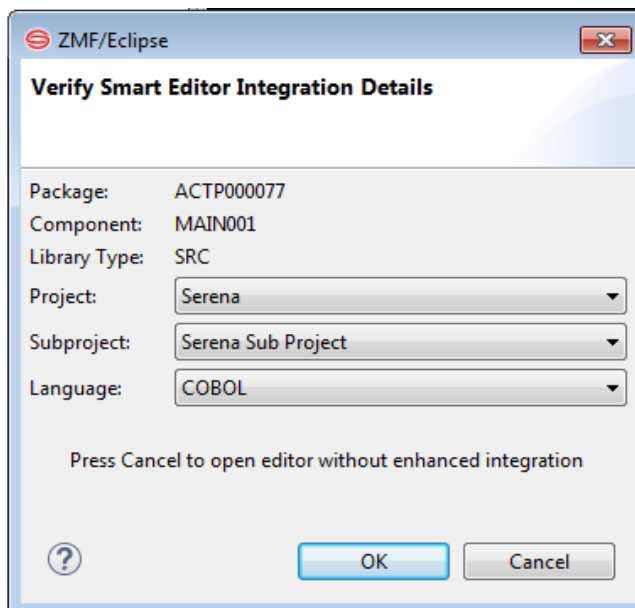 ZMF/Eclipse
Verify Smart Editor Integration Details
Package: ACTP000077
Component: MAIN001
Library Type: SRC
Project: Serena
Subproject: Serena Sub Project
Language: COBOL
Press Cancel to open editor without enhanced integration
? OK Cancel